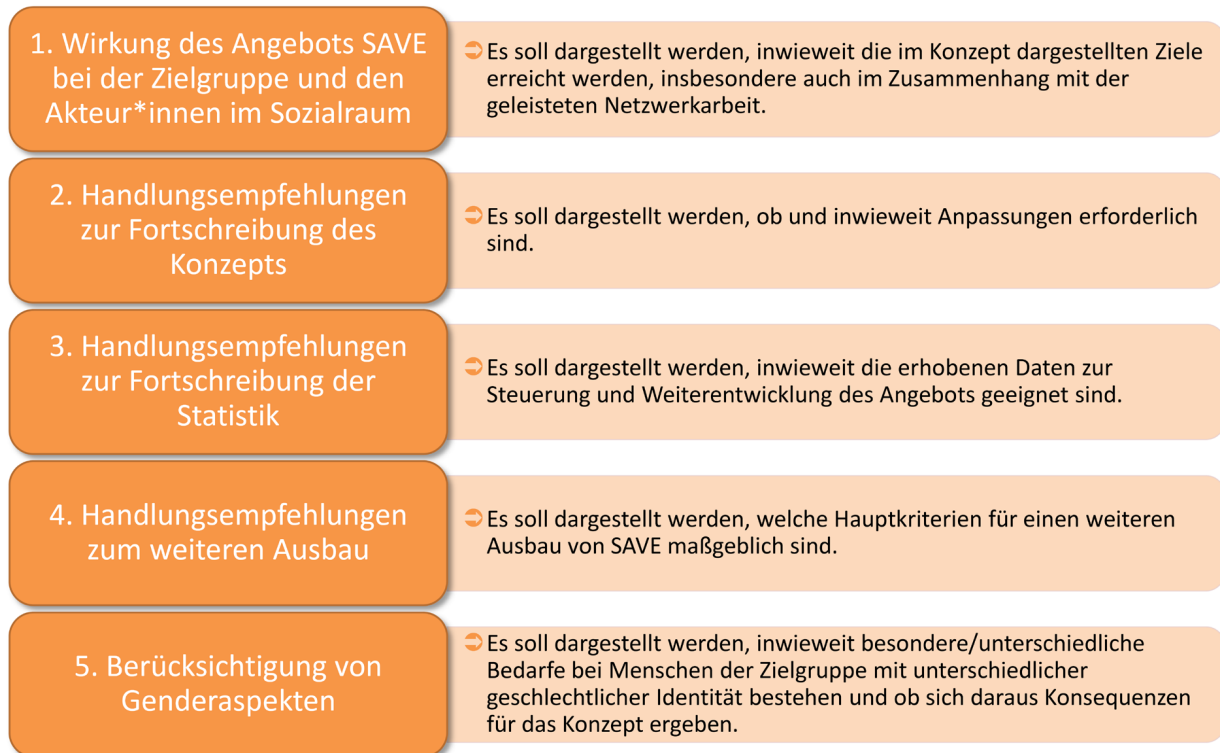 1. Wirkung des Angebots SAVE
bei der Zielgruppe und den
Akteur*innen im Sozialraum
Es soll dargestellt werden, inwieweit die im Konzept dargestellten Ziele
erreicht werden, insbesondere auch im Zusammenhang mit der
geleisteten Netzwerkarbeit.
2. Handlungsempfehlungen
zur Fortschreibung des
Konzepts
Es soll dargestellt werden, ob und inwieweit Anpassungen erforderlich
sind.
3. Handlungsempfehlungen
zur Fortschreibung der
Statistik
Es soll dargestellt werden, inwieweit die erhobenen Daten zur
Steuerung und Weiterentwicklung des Angebots geeignet sind.
4. Handlungsempfehlungen
zum weiteren Ausbau
Es soll dargestellt werden, welche Hauptkriterien für einen weiteren
Ausbau von SAVE maßgeblich sind.
5. Berücksichtigung von
Genderaspekten
Es soll dargestellt werden, inwieweit besondere/unterschiedliche
Bedarfe bei Menschen der Zielgruppe mit unterschiedlicher
geschlechtlicher Identität bestehen und ob sich daraus Konsequenzen
für das Konzept ergeben.